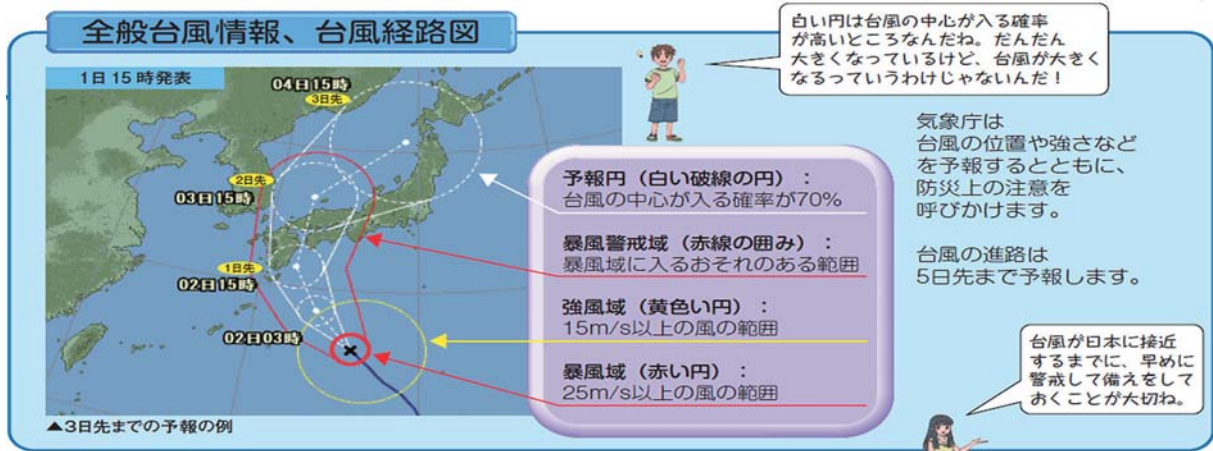 全般台風情報、台風経路図
白い円は台風の中心が入る確率
が高いところなんだね。だんだん
大きくなっているけど、台風が大きく
なるっていうわけじゃないんだ！
1日15時発表
04日15時
3日先
2日先
03日15時
1日先
02日15時
02日03時
▲3日先までの予報の例
予報円（白い破線の円）：
台風の中心が入る確率が70%
暴風警戒域（赤線の囲み）：
暴風域に入るおそれのある範囲
強風域（黄色い円）：
15m/s以上の風の範囲
暴風域（赤い円）：
25m/s以上の風の範囲
気象庁は
台風の位置や強さなど
を予報するとともに、
防災上の注意を
呼びかけます。
台風の進路は
5日先まで予報します。
台風が日本に接近
するまでに、早めに
警戒して備えをして
おくことが大切ね。